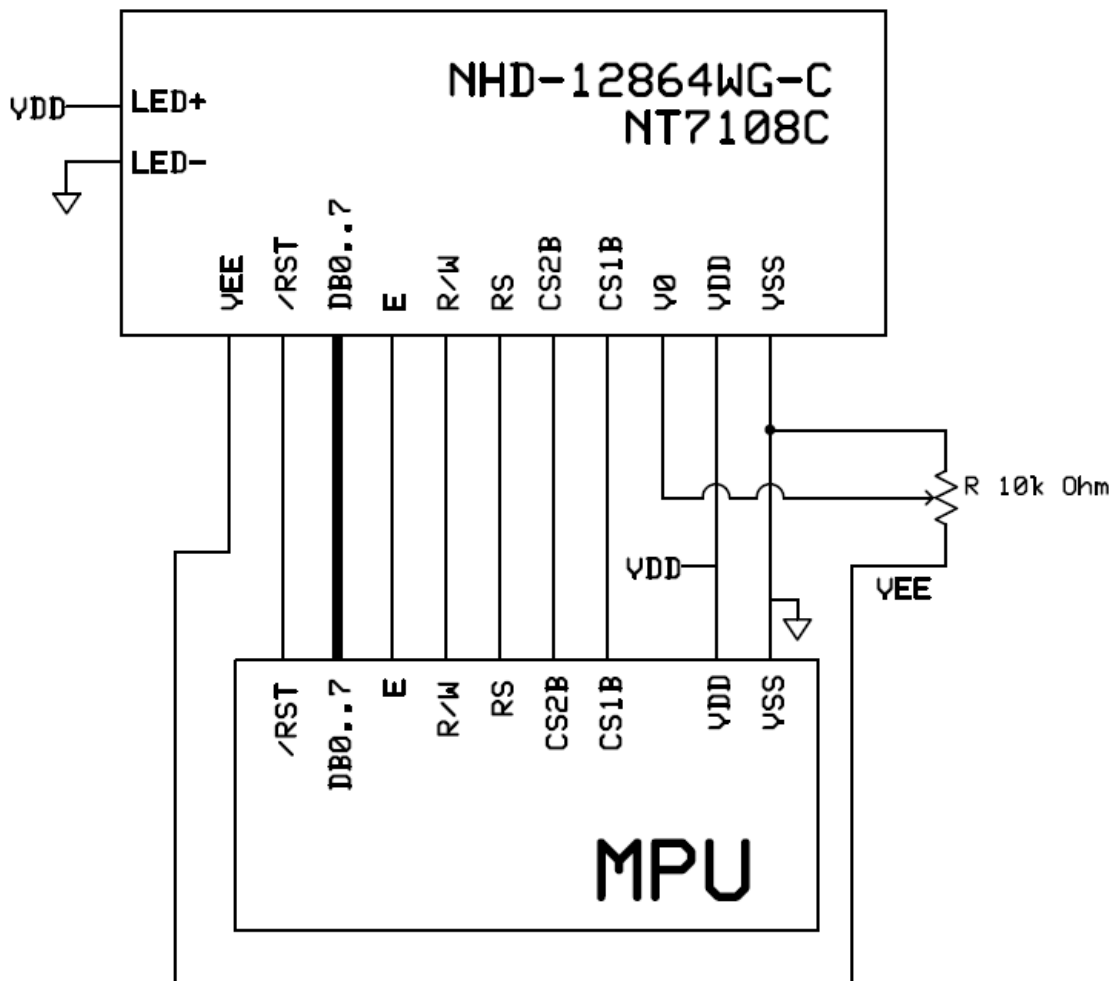 NHD-12864WG-C
NT7108C
VDD
LED+
LED-
VEE
/RST
DB0..7
E
R/W
RS
CS2B
CS1B
V0
VDD
VSS
R 10k Ohm
VDD
VEE
/RST
DB0..7
E
R/W
RS
CS2B
CS1B
VDD
VSS
MPU